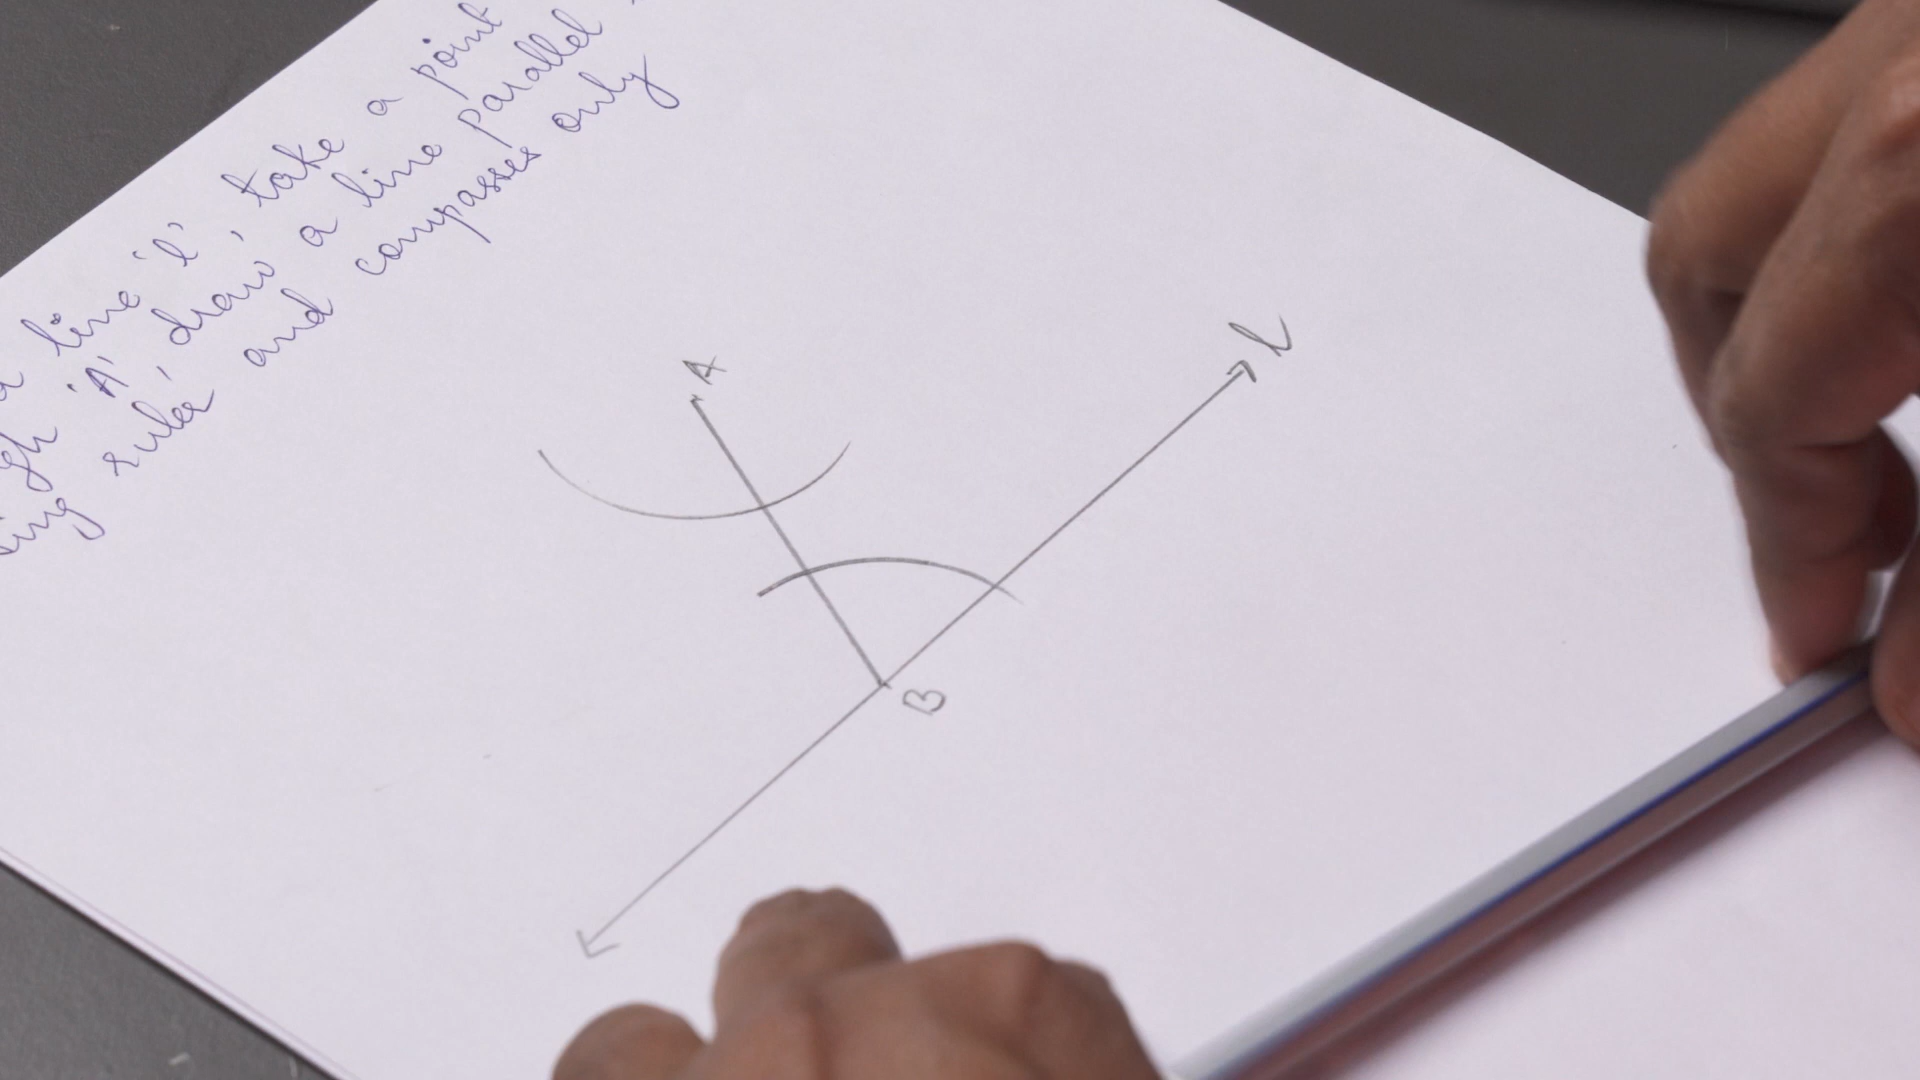 a line 'l', take a point
'A', draw a line parallel
ruler and compasses only
A
l
B